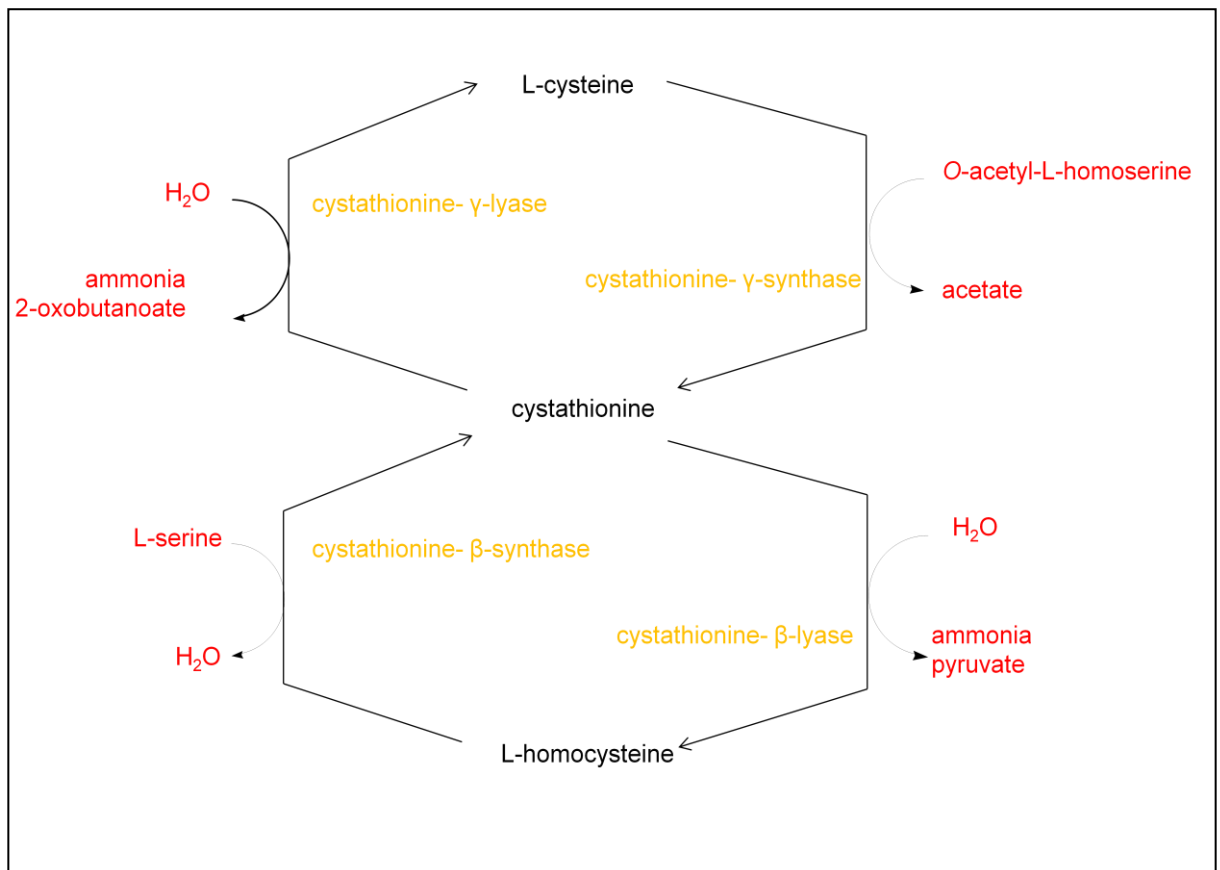 L-cysteine
O-acetyl-L-homoserine
H₂O
cystathionine- γ-lyase
ammonia
2-oxobutanoate
cystathionine- γ-synthase
acetate
cystathionine
L-serine
H₂O
cystathionine- β-synthase
H₂O
cystathionine- β-lyase
ammonia
pyruvate
L-homocysteine